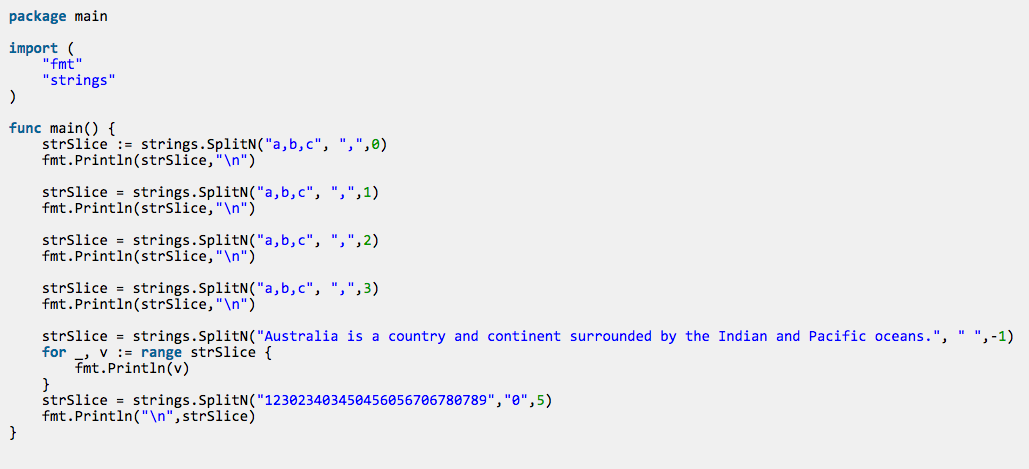 package main
import (
"fmt"
"strings"
)
func main() {
strSlice := strings.SplitN("a,b,c", ",",0)
fmt.Println(strSlice,"\n")
strSlice = strings.SplitN("a,b,c", ",",1)
fmt.Println(strSlice,"\n")
strSlice = strings.SplitN("a,b,c", ",",2)
fmt.Println(strSlice,"\n")
strSlice = strings.SplitN("a,b,c", ",",3)
fmt.Println(strSlice,"\n")
strSlice = strings.SplitN("Australia is a country and continent surrounded by the Indian and Pacific oceans.", " ",-1)
for _, v := range strSlice {
fmt.Println(v)
}
strSlice = strings.SplitN("123023403450456056706780789","0",5)
fmt.Println("\n",strSlice)
}